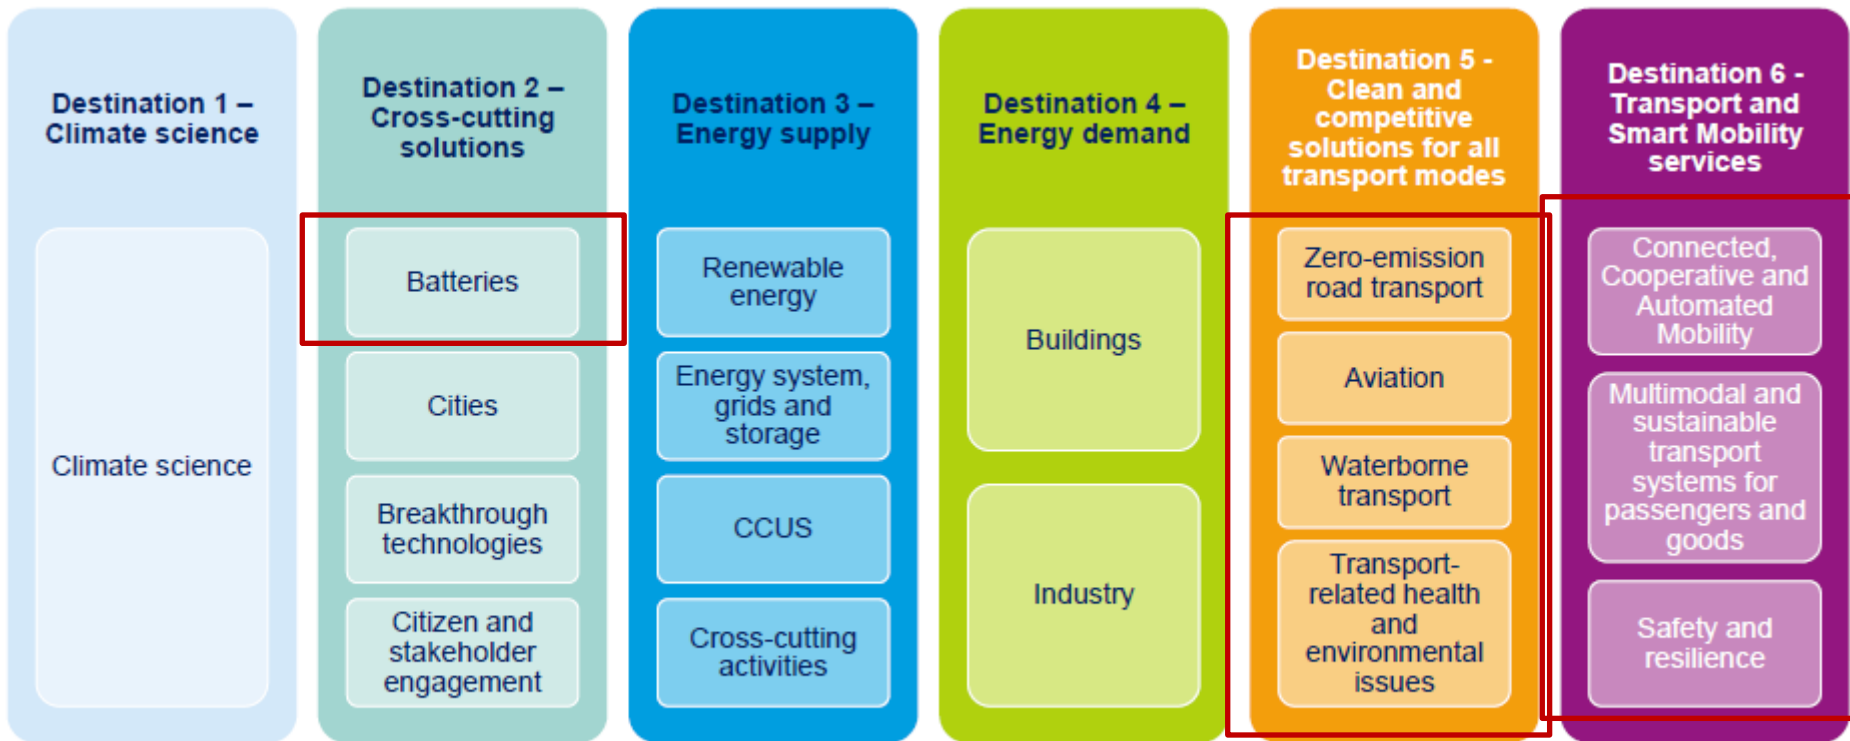 Destination 1 –
Climate science
Climate science
Destination 2 –
Cross-cutting
solutions
Batteries
Cities
Breakthrough
technologies
Citizen and
stakeholder
engagement
Destination 3 –
Energy supply
Renewable
energy
Energy system,
grids and
storage
CCUS
Cross-cutting
activities
Destination 4 –
Energy demand
Buildings
Industry
Destination 5 -
Clean and
competitive
solutions for all
transport modes
Zero-emission
road transport
Aviation
Waterborne
transport
Transport-
related health
and
environmental
issues
Destination 6 -
Transport and
Smart Mobility
services
Connected,
Cooperative and
Automated
Mobility
Multimodal and
sustainable
transport
systems for
passengers and
goods
Safety and
resilience